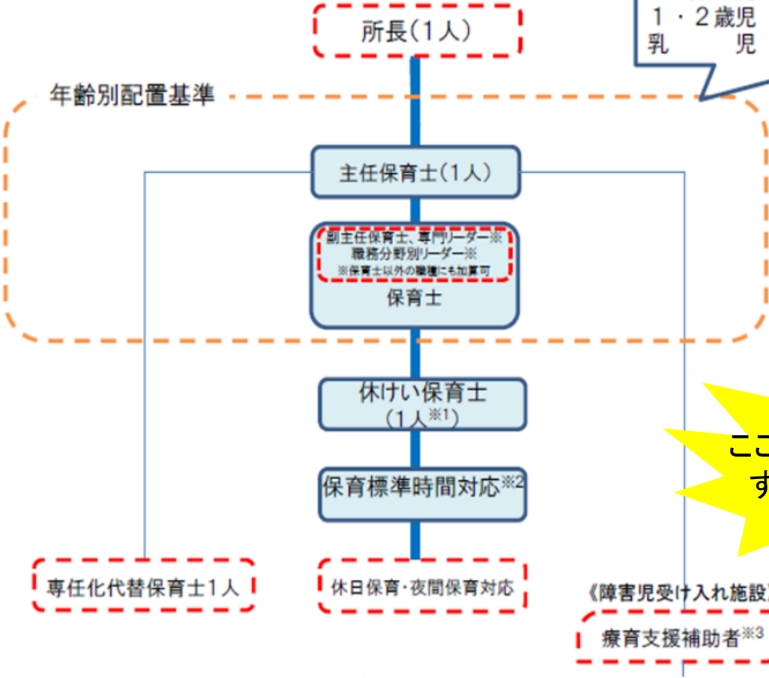 所長(1人)
1・2歳児
乳 児
年齢別配置基準
主任保育士(1人)
副主任保育士、専門リーダー※
職務分野別リーダー※
※保育士以外の職種にも加算可
保育士
休けい保育士
(1人※1)
保育標準時間対応※2
ここ
す
専任化代替保育士1人
休日保育・夜間保育対応
《障害児受け入れ施設》
療育支援補助者※3